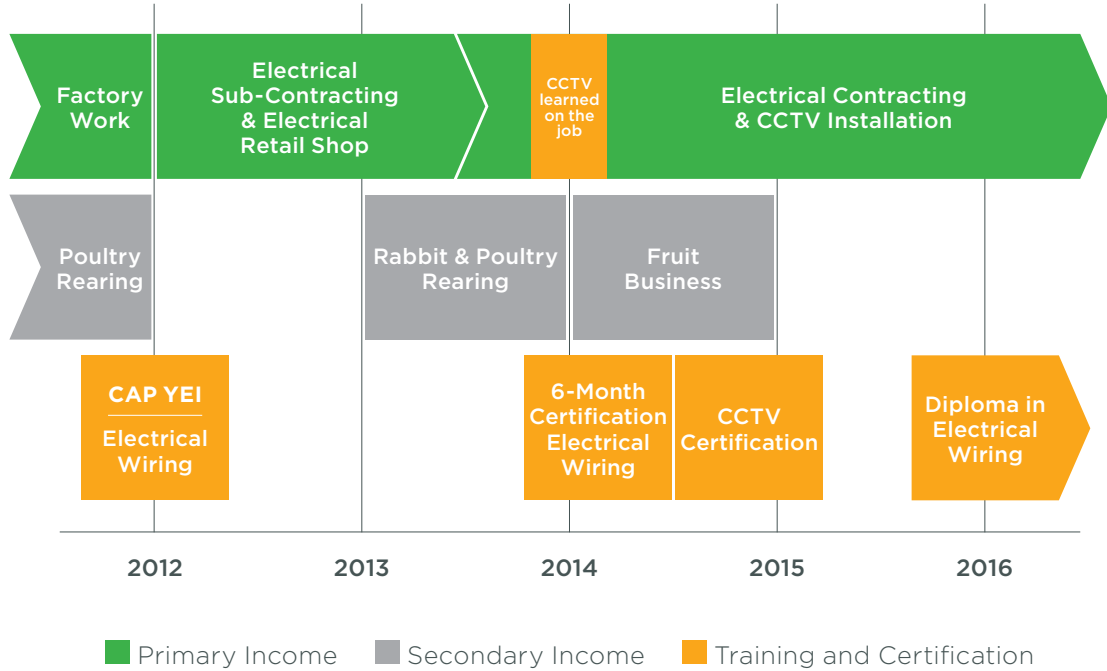 Factory
Work
Electrical
Sub-Contracting
& Electrical
Retail Shop
CCTV
learned
on the
job
Electrical Contracting
& CCTV Installation
Poultry
Rearing
Rabbit & Poultry
Rearing
Fruit
Business
CAP YEI
Electrical
Wiring
6-Month
Certification
Electrical
Wiring
CCTV
Certification
Diploma in
Electrical
Wiring
2012
2013
2014
2015
2016
Primary Income
Secondary Income
Training and Certification